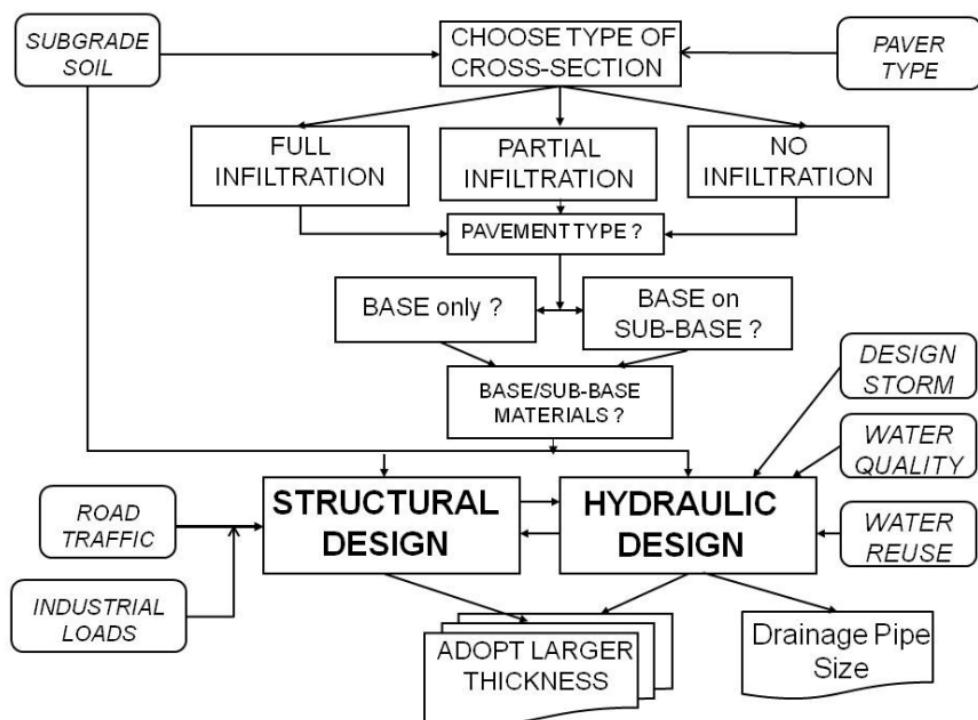 SUBGRADE
SOIL
CHOOSE TYPE OF
CROSS-SECTION
PAVER
TYPE
FULL
INFILTRATION
PARTIAL
INFILTRATION
NO
INFILTRATION
PAVEMENT TYPE ?
BASE only ?
BASE on
SUB-BASE ?
BASE/SUB-BASE
MATERIALS ?
DESIGN
STORM
WATER
QUALITY
ROAD
TRAFFIC
STRUCTURAL
DESIGN
HYDRAULIC
DESIGN
WATER
REUSE
INDUSTRIAL
LOADS
ADOPT LARGER
THICKNESS
Drainage Pipe
Size